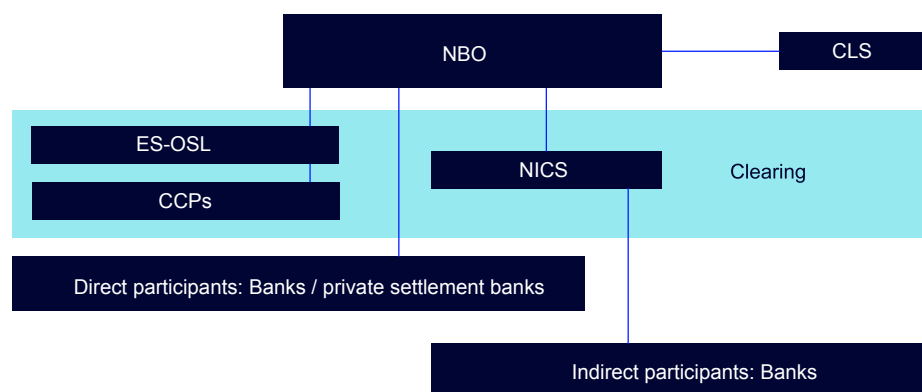 NBO
CLS
ES-OSL
NICS
Clearing
CCPs
Direct participants: Banks / private settlement banks
Indirect participants: Banks